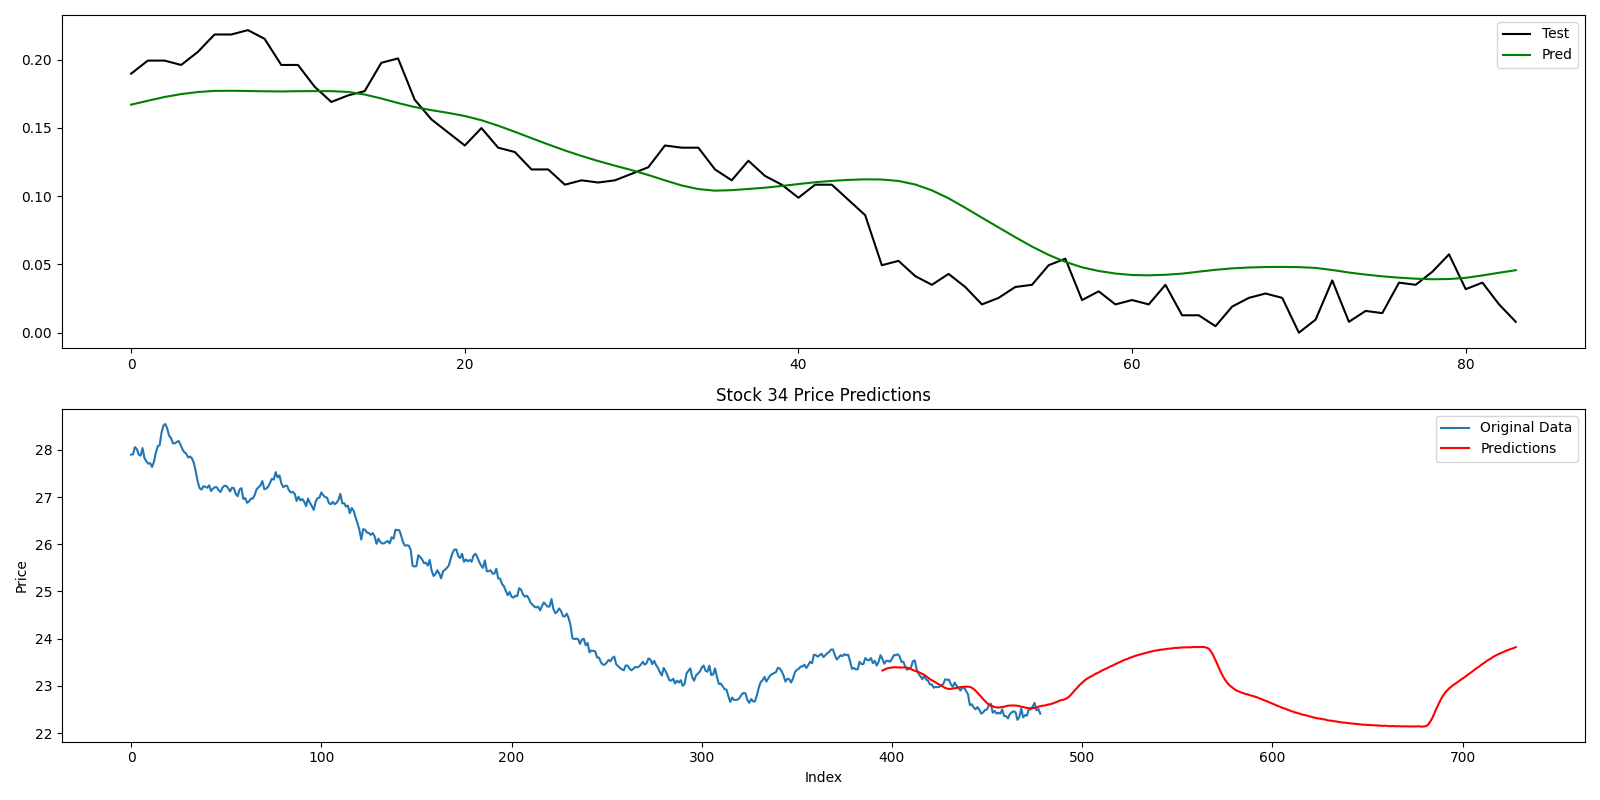 Test
Pred
0.20
0.15
0.10
0.05
0.00
0 20 40 60 80
Stock 34 Price Predictions
Original Data
Predictions
28
27
26
25
24
23
22
Price
0 100 200 300 400 500 600 700
Index